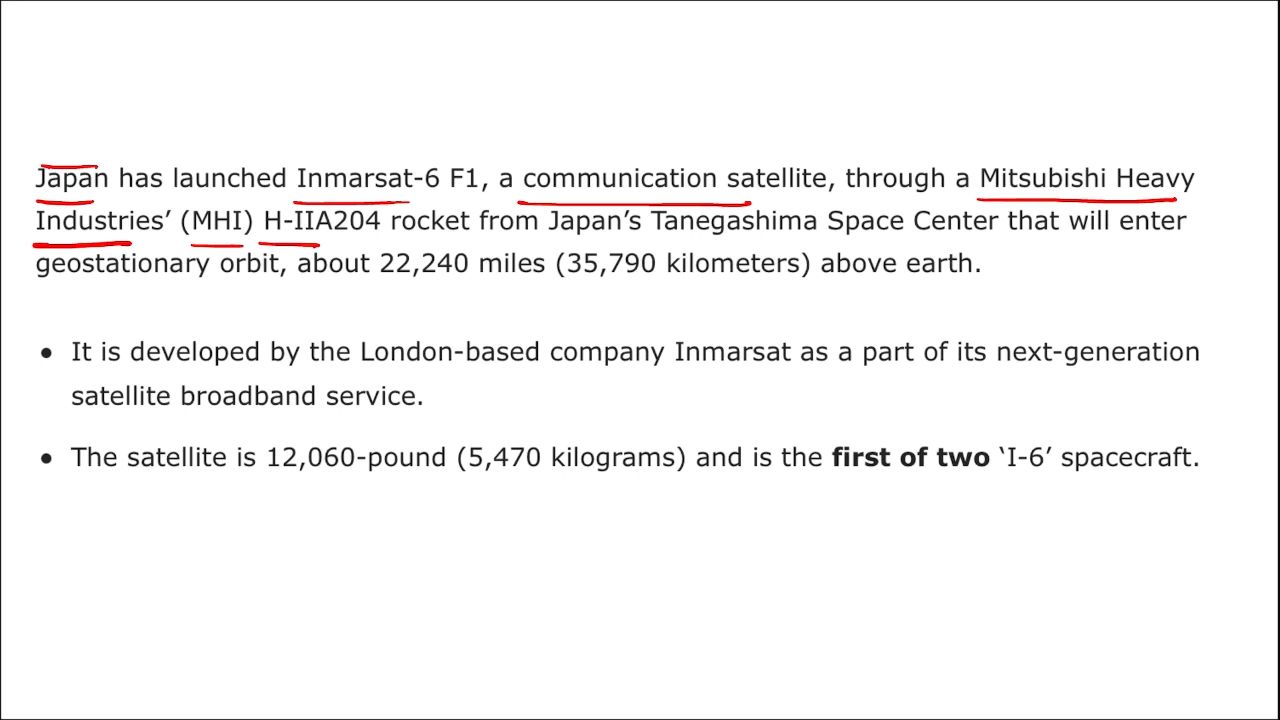 Japan has launched Inmarsat-6 F1, a communication satellite, through a Mitsubishi Heavy
Industries’ (MHI) H-IIA204 rocket from Japan’s Tanegashima Space Center that will enter
geostationary orbit, about 22,240 miles (35,790 kilometers) above earth.
● It is developed by the London-based company Inmarsat as a part of its next-generation
satellite broadband service.
● The satellite is 12,060-pound (5,470 kilograms) and is the first of two ‘I-6’ spacecraft.